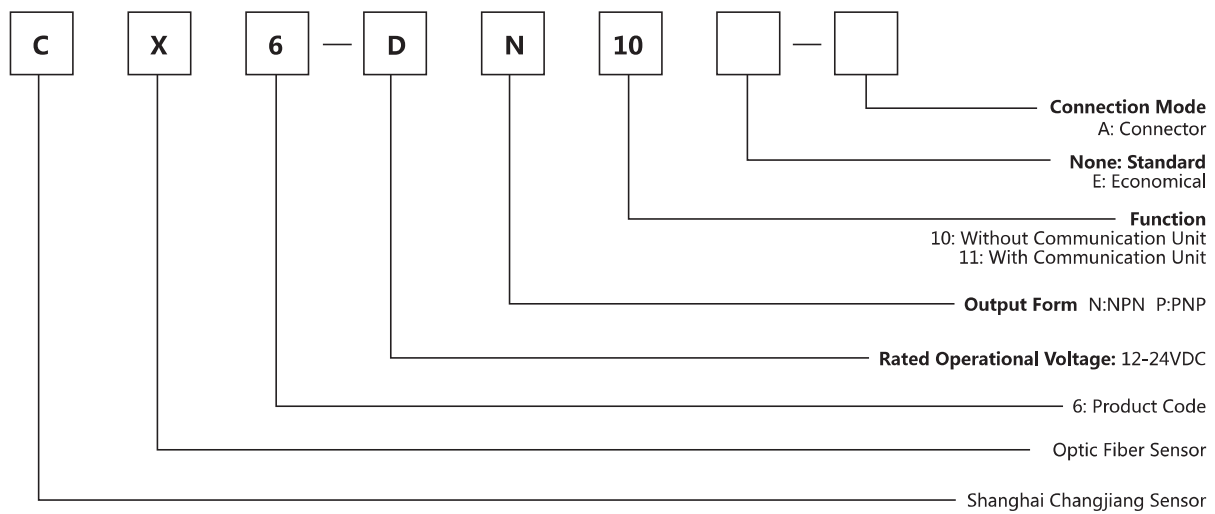 C X 6 — D N 10 —
Connection Mode
A: Connector
None: Standard
E: Economical
Function
10: Without Communication Unit
11: With Communication Unit
Output Form N:NPN P:PNP
Rated Operational Voltage: 12-24VDC
6: Product Code
Optic Fiber Sensor
Shanghai Changjiang Sensor